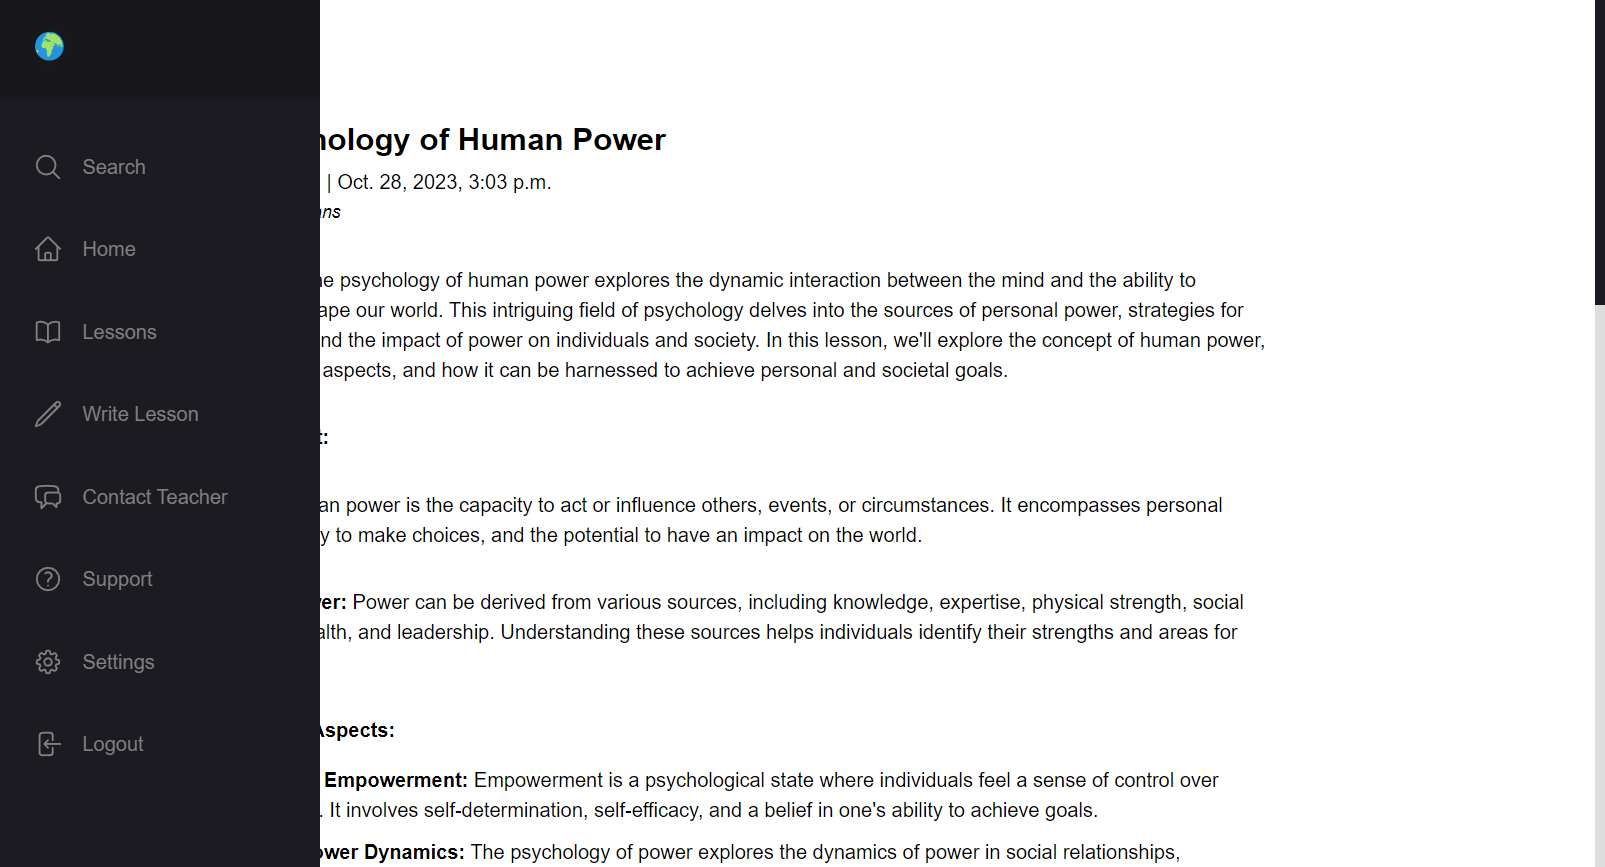 Search
Home
Lessons
Write Lesson
Contact Teacher
Support
Settings
Logout
hology of Human Power
| Oct. 28, 2023, 3:03 p.m.
ans
he psychology of human power explores the dynamic interaction between the mind and the ability to
ape our world. This intriguing field of psychology delves into the sources of personal power, strategies for
nd the impact of power on individuals and society. In this lesson, we'll explore the concept of human power,
aspects, and how it can be harnessed to achieve personal and societal goals.
t:
an power is the capacity to act or influence others, events, or circumstances. It encompasses personal
y to make choices, and the potential to have an impact on the world.
wer: Power can be derived from various sources, including knowledge, expertise, physical strength, social
alth, and leadership. Understanding these sources helps individuals identify their strengths and areas for
Aspects:
Empowerment: Empowerment is a psychological state where individuals feel a sense of control over
. It involves self-determination, self-efficacy, and a belief in one's ability to achieve goals.
ower Dynamics: The psychology of power explores the dynamics of power in social relationships,